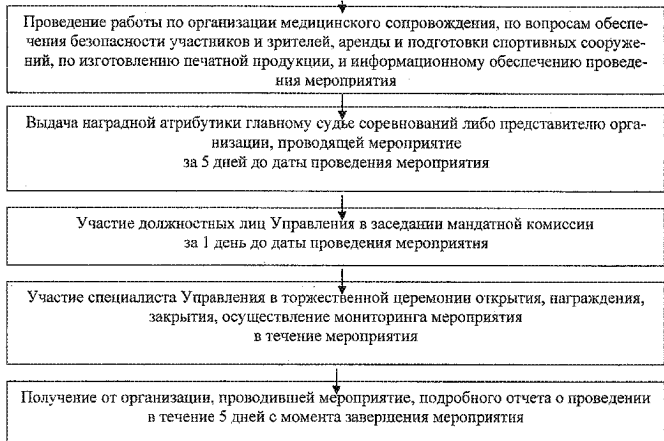 Проведение работы по организации медицинского сопровождения, по вопросам обеспе-
чения безопасности участников и зрителей, аренды и подготовки спортивных сооруже-
ний, по изготовлению печатной продукции, и информационному обеспечению проведе-
ния мероприятия
Выдача наградной атрибутики главному судье соревнований либо представителю орга-
низации, проводящей мероприятие
за 5 дней до даты проведения мероприятия
Участие должностных лиц Управления в заседании мандатной комиссии
за 1 день до даты проведения мероприятия
Участие специалиста Управления в торжественной церемонии открытия, награждения,
закрытия, осуществление мониторинга мероприятия
в течение мероприятия
Получение от организации, проводившей мероприятие, подробного отчета о проведении
в течение 5 дней с момента завершения мероприятия